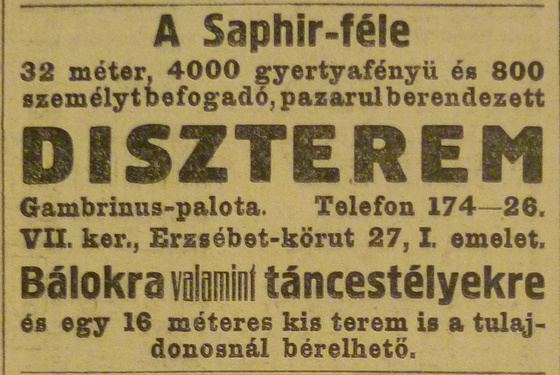 A Saphir-féle
32 méter, 4000 gyertyafényü és 800
személyt befogadó, pazarul berendezett
DISZTEREM
Gambrinus-palota. Telefon 174—26.
VII. ker., Erzsébet-körut 27, I. emelet.
Bálokra valamint táncestélyekre
és egy 16 méteres kis terem is a tulaj-
donosnál bérelhető.